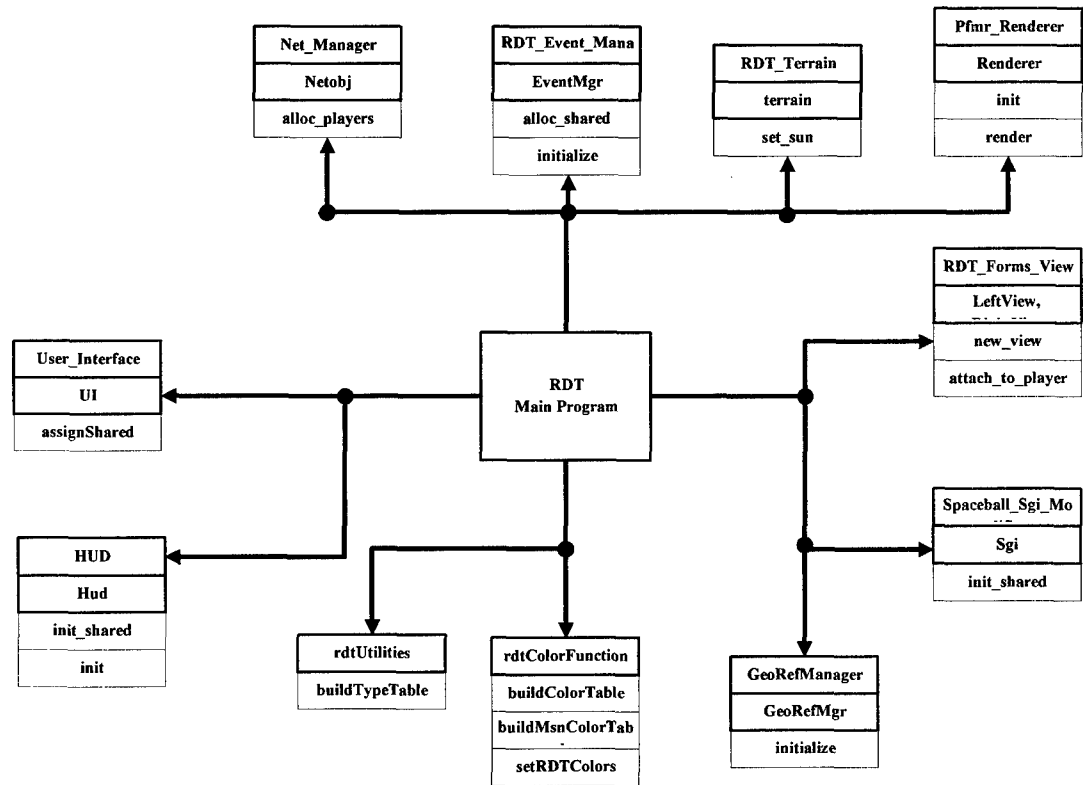 Net_Manager
Netobj
alloc_players
RDT_Event_Mana
EventMgr
alloc_shared
initialize
RDT_Terrain
terrain
set_sun
Pfmr_Renderer
Renderer
init
render
RDT_Forms_View
LeftView,
new_view
attach_to_player
User_Interface
UI
assignShared
RDT
Main Program
HUD
Hud
init_shared
init
rdtUtilities
buildTypeTable
rdtColorFunction
buildColorTable
buildMsnColorTab
setRDTColors
Spaceball_Sgi_Mo
Sgi
init_shared
GeoRefManager
GeoRefMgr
initialize